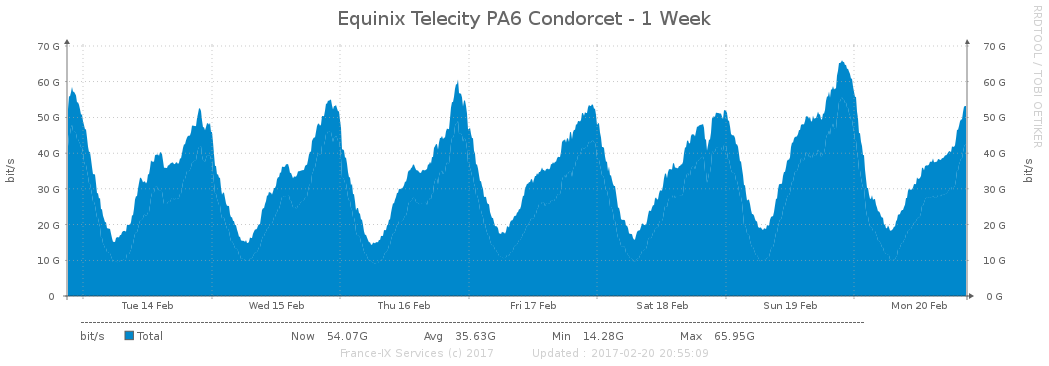 Equinix Telecity PA6 Condorcet - 1 Week
RRDTOOL / TOBI OETIKER
70 G 70 G
60 G 60 G
50 G 50 G
40 G 40 G
30 G 30 G
20 G 20 G
10 G 10 G
0 0 G
bit/s
bit/s
Tue 14 Feb Wed 15 Feb Thu 16 Feb Fri 17 Feb Sat 18 Feb Sun 19 Feb Mon 20 Feb
bit/s Total Now 54.07G Avg 35.63G Min 14.28G Max 65.95G
France-IX Services (c) 2017 Updated : 2017-02-20 20:55:09